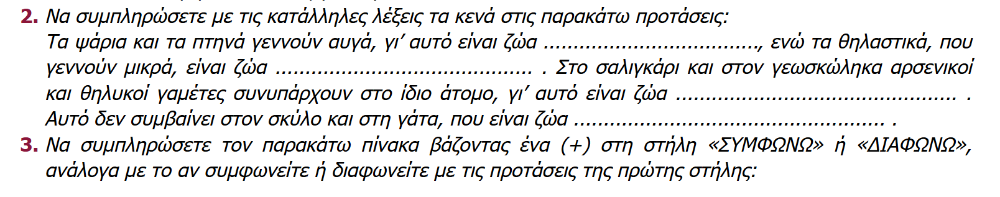 2. Να συμπληρώσετε με τις κατάλληλες λέξεις τα κενά στις παρακάτω προτάσεις:
Τα ψάρια και τα πτηνά γεννούν αυγά, γι’ αυτό είναι ζώα ...................................., ενώ τα θηλαστικά, που
γεννούν μικρά, είναι ζώα ........................................... . Στο σαλιγκάρι και στον γεωσκώληκα αρσενικοί
και θηλυκοί γαμέτες συνυπάρχουν στο ίδιο άτομο, γι’ αυτό είναι ζώα ............................................... .
Αυτό δεν συμβαίνει στον σκύλο και στη γάτα, που είναι ζώα .................................................... .
3. Να συμπληρώσετε τον παρακάτω πίνακα βάζοντας ένα (+) στη στήλη «ΣΥΜΦΩΝΩ» ή «ΔΙΑΦΩΝΩ»,
ανάλογα με το αν συμφωνείτε ή διαφωνείτε με τις προτάσεις της πρώτης στήλης: